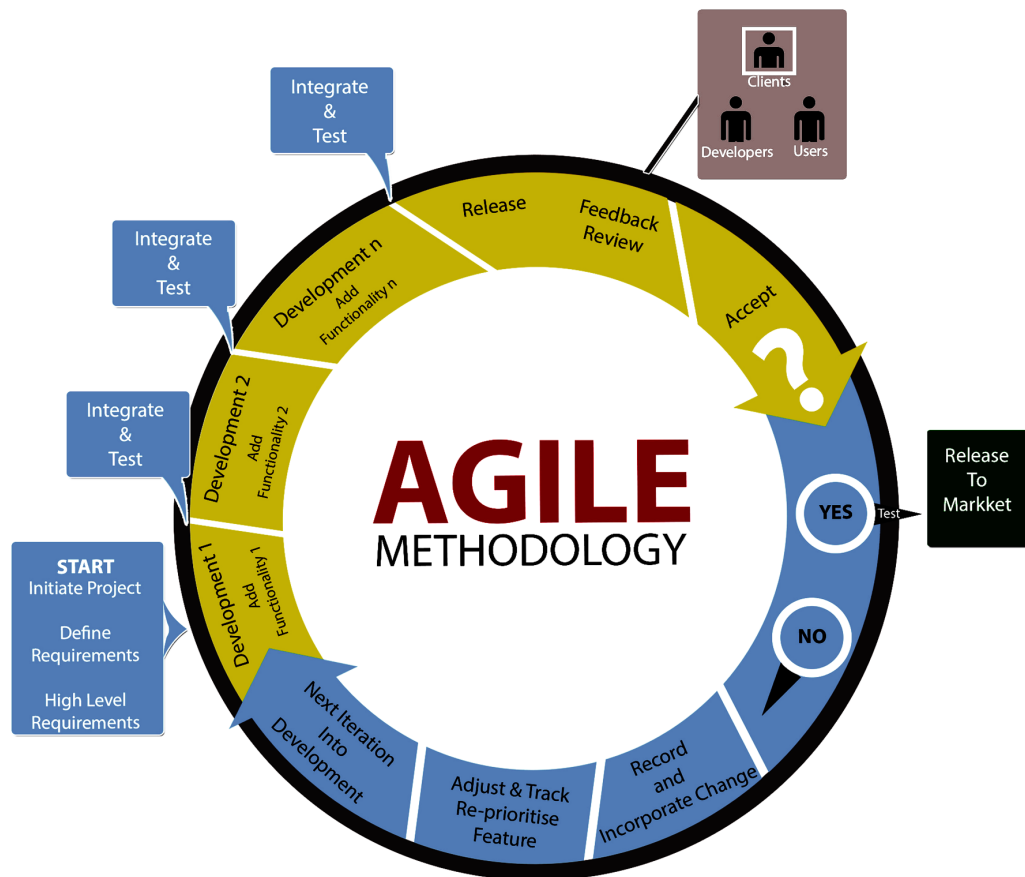 AGILE
METHODOLOGY
START
Initiate Project
Define
Requirements
High Level
Requirements
Development 1
Add
Functionality 1
Integrate
&
Test
Development 2
Add
Functionality 2
Integrate
&
Test
Development n
Add
Functionality n
Integrate
&
Test
Release
Feedback
Review
Clients
Developers
Users
Accept
?
YES
Test
Release
To
Markket
NO
Record
and
Incorporate Change
Adjust & Track
Re-prioritise
Feature
Next Iteration
Into
Development